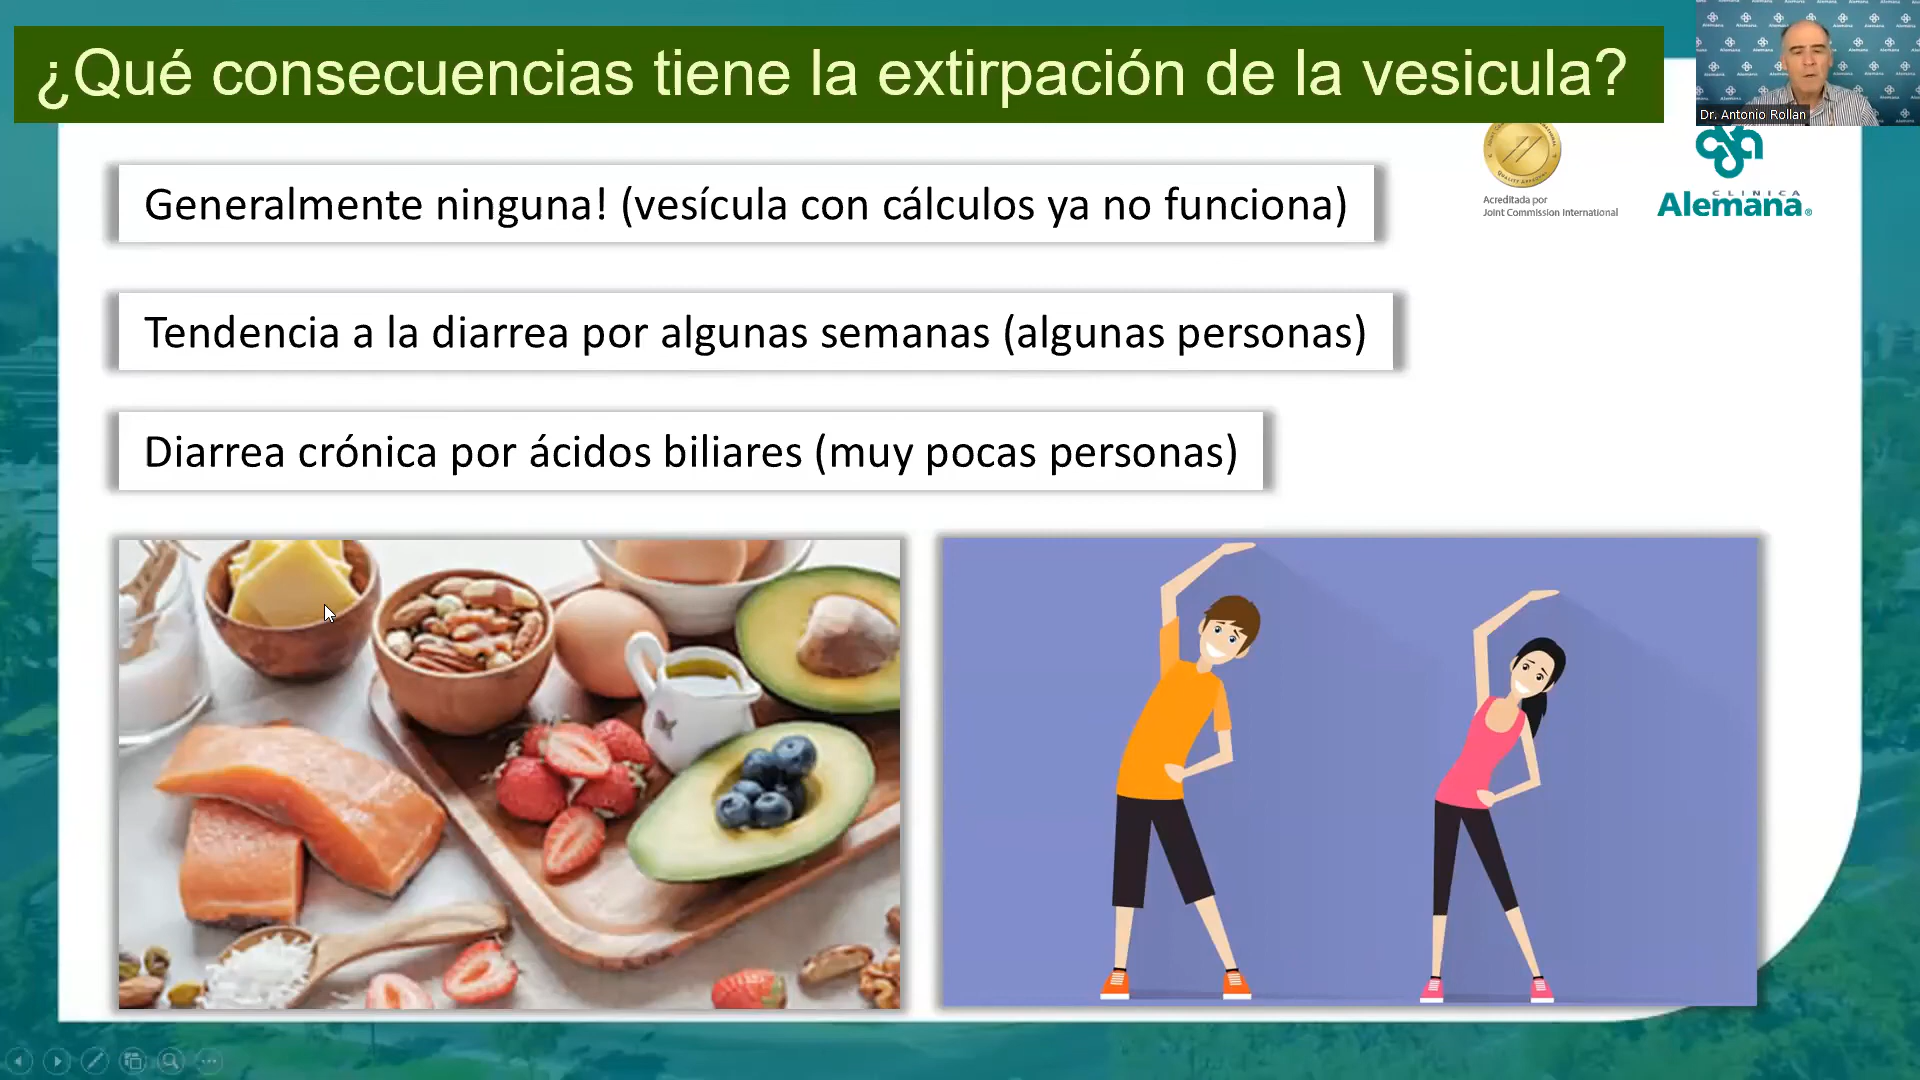 ¿Qué consecuencias tiene la extirpación de la vesicula?
Dr. Antonio Rollan
Generalmente ninguna! (vesícula con cálculos ya no funciona)
Acreditada por
Joint Commission International
CLINICA
Alemana®
Tendencia a la diarrea por algunas semanas (algunas personas)
Diarrea crónica por ácidos biliares (muy pocas personas)